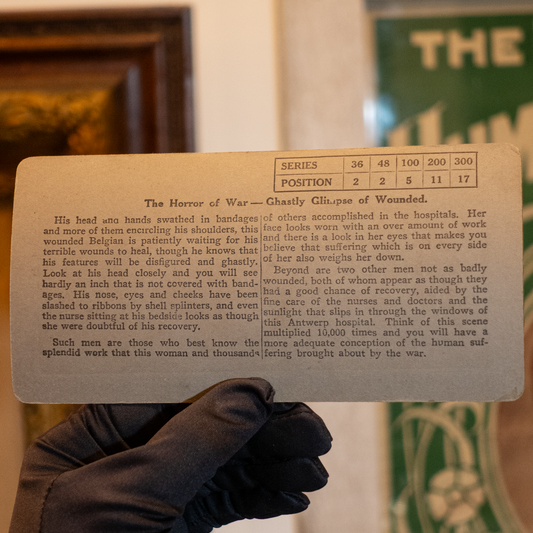 THE
HUM
SERIES 36 48 100 200 300
POSITION 2 2 5 11 17
The Horror of War — Ghastly Glimpse of Wounded.
His head and hands swathed in bandages
and more of them encircling his shoulders, this
wounded Belgian is patiently waiting for his
terrible wounds to heal, though he knows that
his features will be disfigured and ghastly.
Look at his head closely and you will see
hardly an inch that is not covered with band-
ages. His nose, eyes and cheeks have been
slashed to ribbons by shell splinters, and even
the nurse sitting at his bedside looks as though
she were doubtful of his recovery.
Such men are those who best know the
splendid work that this woman and thousands
of others accomplished in the hospitals. Her
face looks worn with an over amount of work
and there is a look in her eyes that makes you
believe that suffering which is on every side
of her also weighs her down.
Beyond are two other men not as badly
wounded, both of whom appear as though they
had a good chance of recovery, aided by the
fine care of the nurses and doctors and the
sunlight that slips in through the windows of
this Antwerp hospital. Think of this scene
multiplied 10,000 times and you will have a
more adequate conception of the human suf-
fering brought about by the war.